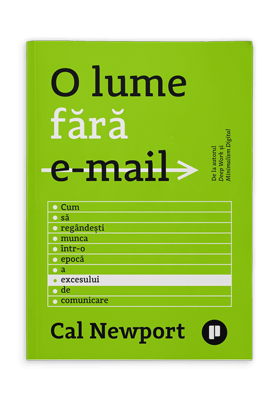 O lume
fără
e-mail
De la autorul
Deep Work și
Minimalism Digital
Cum
să
regândești
munca
într-o
epocă
a
excesului
de
comunicare
Cal Newport